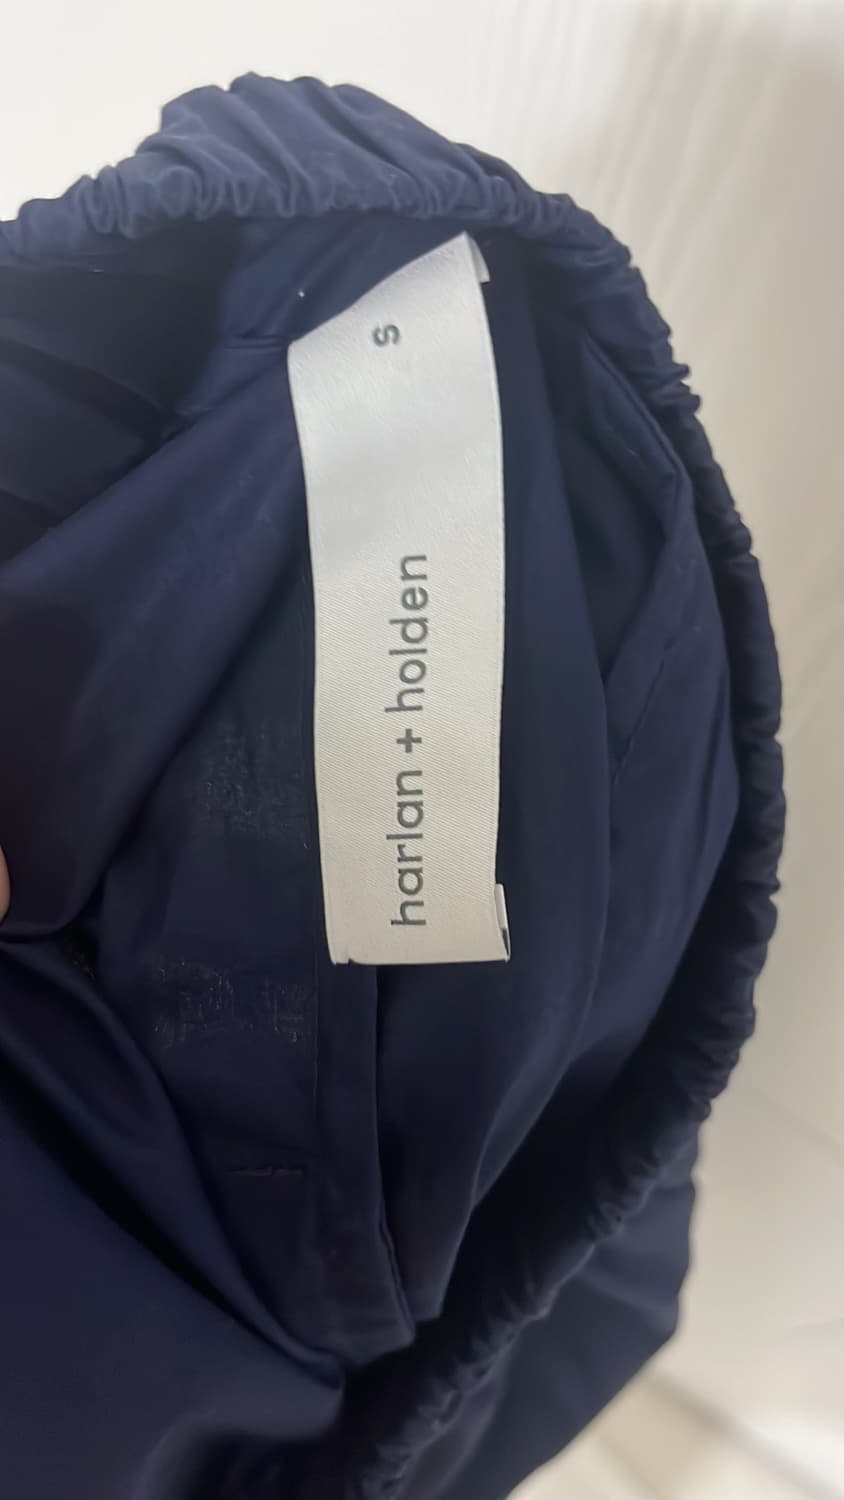 harlan + holden
S